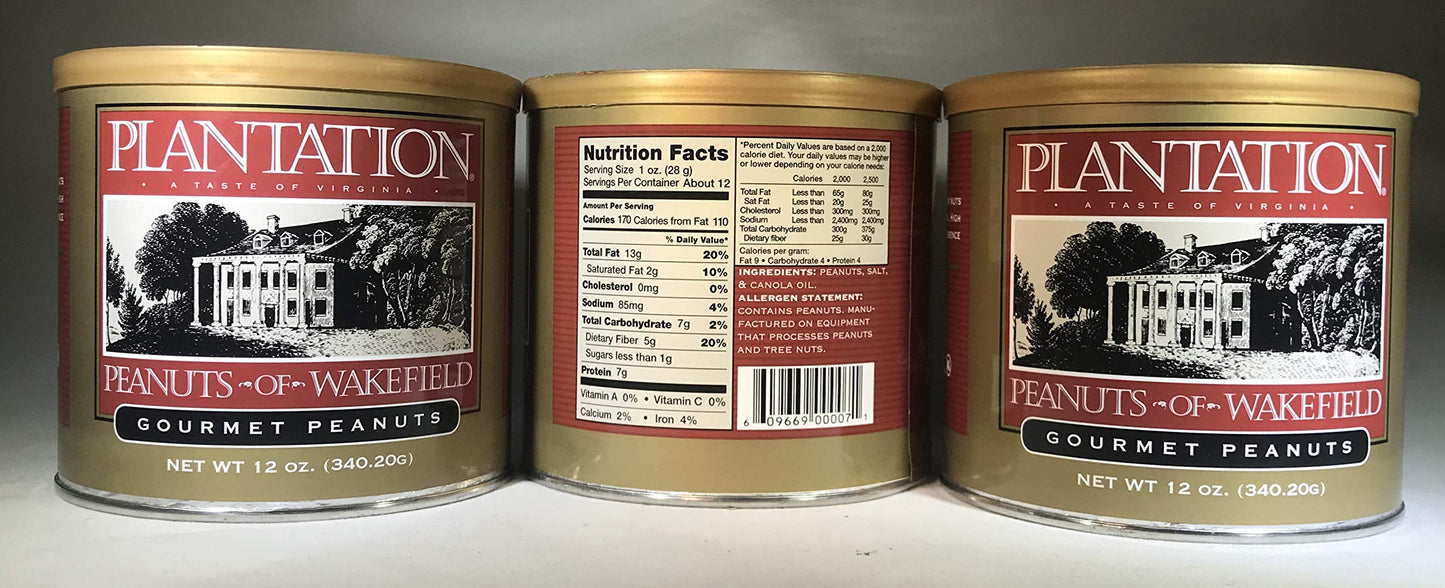 PLANTATION®
• A TASTE OF VIRGINIA •
PEANUTS OF WAKEFIELD
GOURMET PEANUTS
NET WT 12 OZ. (340.20G)
Nutrition Facts
Serving Size 1 oz. (28 g)
Servings Per Container About 12
Amount Per Serving
Calories 170 Calories from Fat 110
% Daily Value*
Total Fat 13g 20%
Saturated Fat 2g 10%
Cholesterol 0mg 0%
Sodium 85mg 4%
Total Carbohydrate 7g 2%
Dietary Fiber 5g 20%
Sugars less than 1g
Protein 7g
Vitamin A 0% • Vitamin C 0%
Calcium 2% • Iron 4%
*Percent Daily Values are based on a 2,000
calorie diet. Your daily values may be higher
or lower depending on your calorie needs:
Calories 2,000 2,500
Total Fat Less than 65g 80g
Sat Fat Less than 20g 25g
Cholesterol Less than 300mg 300mg
Sodium Less than 2,400mg 2,400mg
Total Carbohydrate 300g 375g
Dietary fiber 25g 30g
Calories per gram:
Fat 9 • Carbohydrate 4 • Protein 4
INGREDIENTS: PEANUTS, SALT,
& CANOLA OIL.
ALLERGEN STATEMENT:
CONTAINS PEANUTS. MANU-
FACTURED ON EQUIPMENT
THAT PROCESSES PEANUTS
AND TREE NUTS.
6 09669 00007 1
NUTS
HIGH
PLANTATION®
• A TASTE OF VIRGINIA •
PEANUTS OF WAKEFIELD
GOURMET PEANUTS
NET WT 12 OZ. (340.20G)